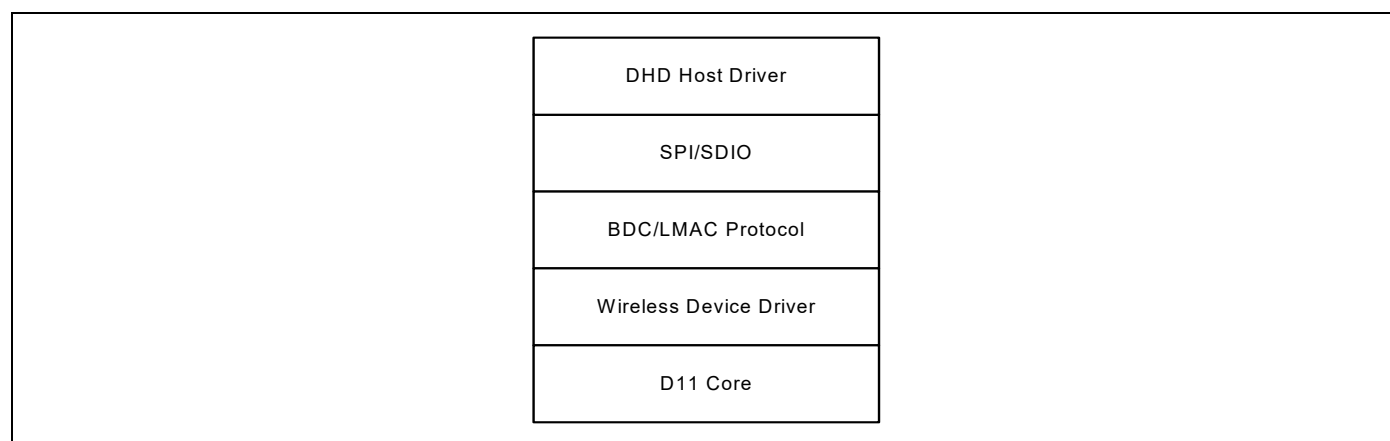 DHD Host Driver
SPI/SDIO
BDC/LMAC Protocol
Wireless Device Driver
D11 Core